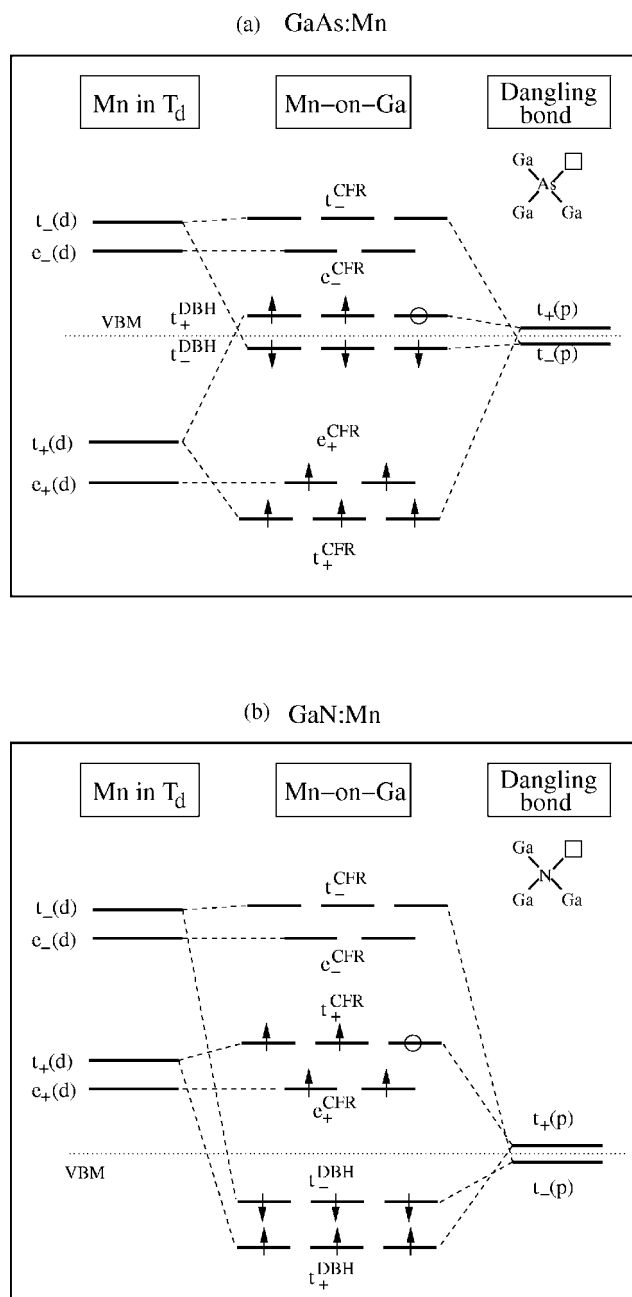 (a) GaAs:Mn
Mn in T_d
Mn-on-Ga
Dangling
bond
Ga
As
Ga Ga
t_-^CFR
t_-(d)
e_-(d)
e_-^CFR
t_+^DBH
t_+(p)
VBM
t_-^DBH
t_-(p)
e_+^CFR
t_+(d)
e_+(d)
t_+^CFR
(b) GaN:Mn
Mn in T_d
Mn-on-Ga
Dangling
bond
Ga
N
Ga Ga
t_-^CFR
t_-(d)
e_-(d)
e_-^CFR
t_+^CFR
t_+(d)
e_+(d)
e_+^CFR
t_+(p)
VBM
t_-^DBH
t_-(p)
t_+^DBH